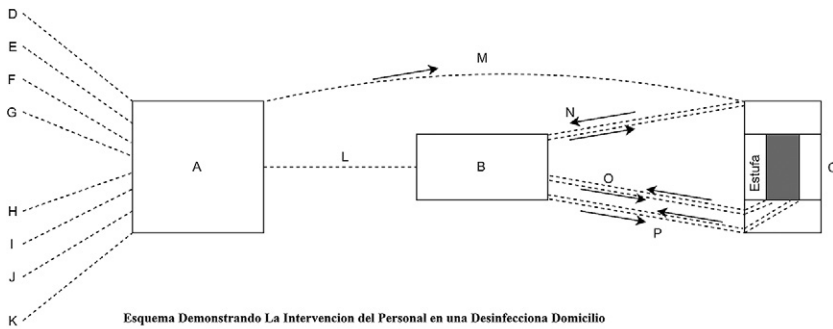 D
E
F
G
H
I
J
K
A
L
B
M
N
O
P
Estufa
C
Esquema Demonstrando La Intervencion del Personal en una Desinfecciona Domicilio